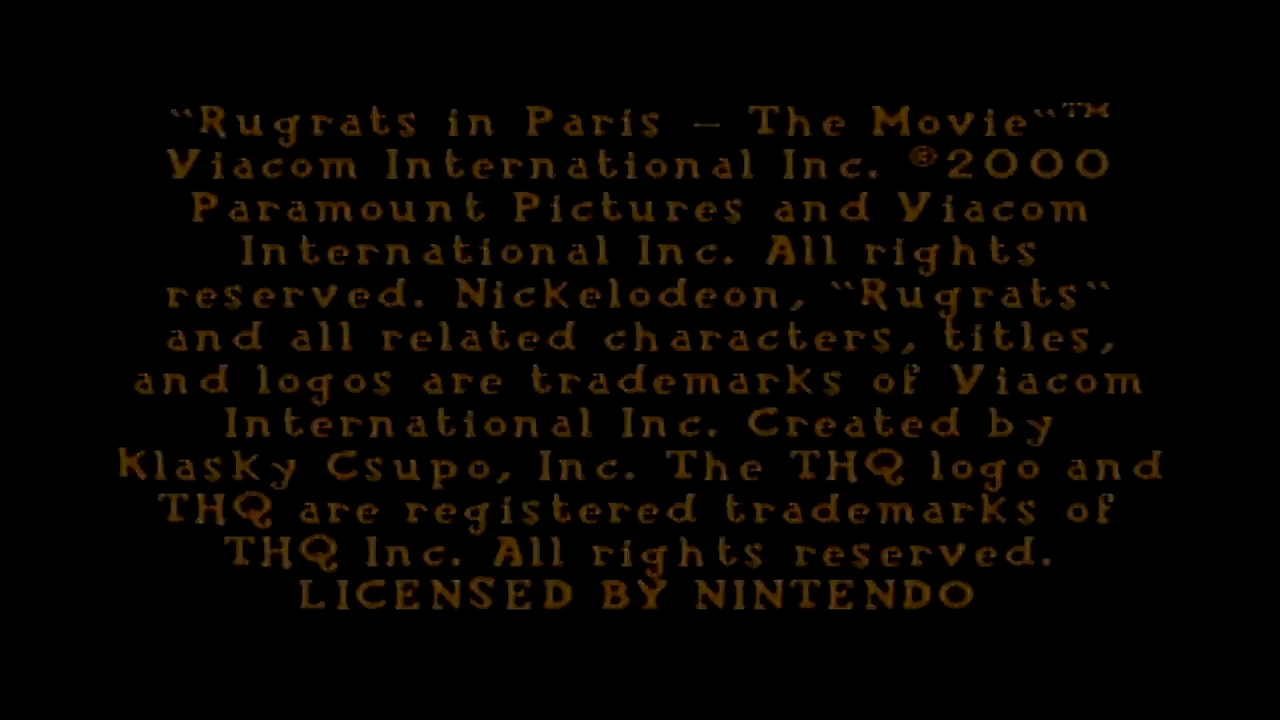 “Rugrats in Paris – The Movie“™
Viacom International Inc. ®2000
Paramount Pictures and Viacom
International Inc. All rights
reserved. Nickelodeon, “Rugrats“
and all related characters, titles,
and logos are trademarks of Viacom
International Inc. Created by
Klasky Csupo, Inc. The THQ logo and
THQ are registered trademarks of
THQ Inc. All rights reserved.
LICENSED BY NINTENDO